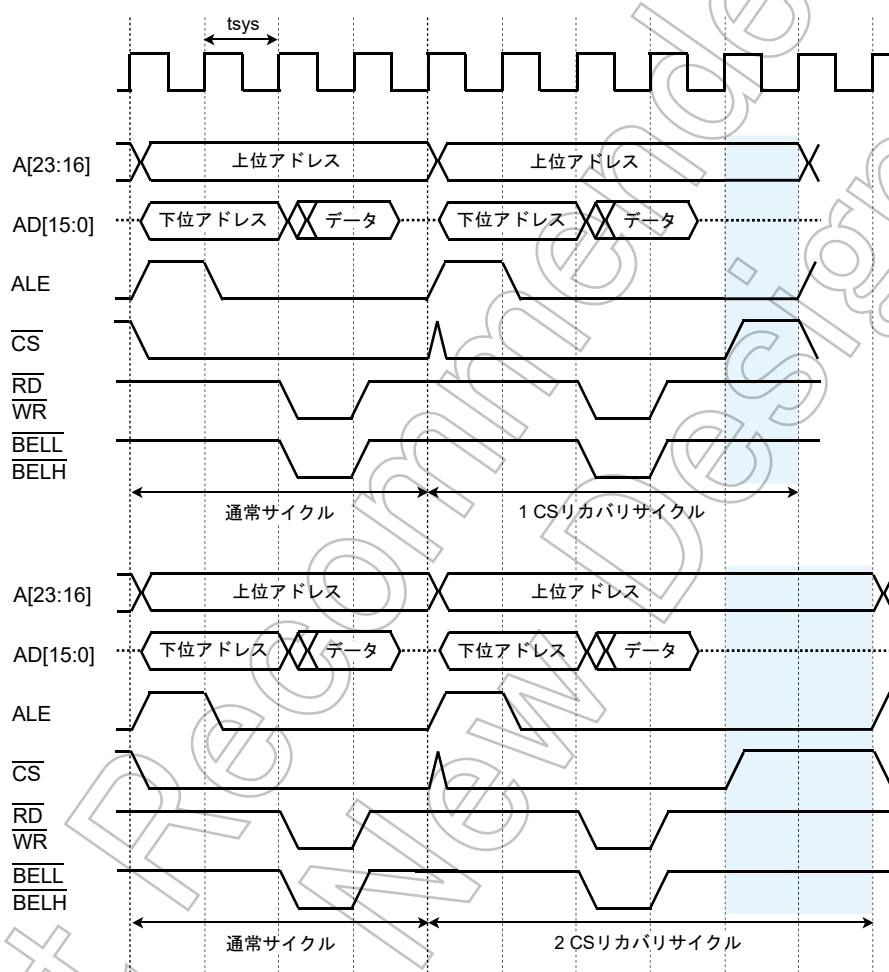 tsys
A[23:16] 上位アドレス 上位アドレス
AD[15:0] 下位アドレス データ 下位アドレス データ
ALE
CS
RD
WR
BELL
BELH
通常サイクル 1 CSリカバリサイクル
A[23:16] 上位アドレス 上位アドレス
AD[15:0] 下位アドレス データ 下位アドレス データ
ALE
CS
RD
WR
BELL
BELH
通常サイクル 2 CSリカバリサイクル
Recommende
New Design